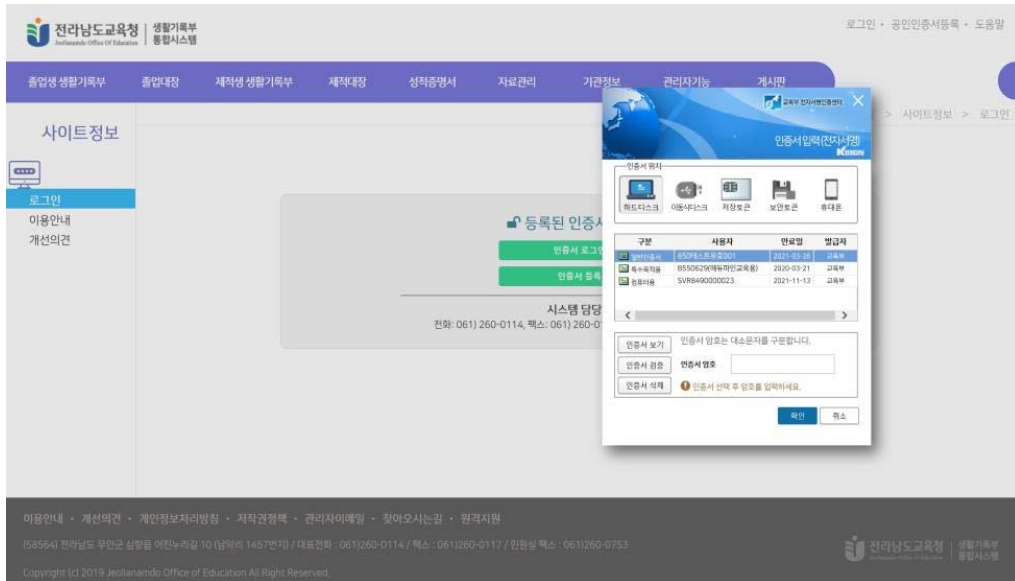 전라남도교육청 생활기록부
Jeollanamdo Office Of Education 통합시스템
로그인 • 공인인증서등록 • 도움말
졸업생 생활기록부 졸업대장 제적생 생활기록부 제적대장 성적증명서 자료관리 기관정보 관리자기능 게시판
> 사이트정보 > 로그인
사이트정보
로그인
이용안내
개선의견
등록된 인증서
인증서 로그인
인증서 등록
시스템 담당
전화: 061) 260-0114, 팩스: 061) 260-0
교육부 전자서명인증센터
인증서입력(전자서명)
KSIGN
인증서 위치
하드디스크 이동식디스크 저장토큰 보안토큰 휴대폰
구분 사용자 만료일 발급자
일반인증서 850테스트유효001 2021-03-26 교육부
특수목적용 B550629(에듀파인교육용) 2020-03-21 교육부
컴퓨터용 SVR8490000023 2021-11-13 교육부
인증서 보기 인증서 암호는 대소문자를 구분합니다.
인증서 검증 인증서 암호
인증서 삭제 인증서 선택 후 암호를 입력하세요.
확인 취소
이용안내 • 개선의견 • 개인정보처리방침 • 저작권정책 • 관리자이메일 • 찾아오시는길 • 원격지원
(58564) 전라남도 무안군 삼향읍 어진누리길 10 (남악리 1457번지) / 대표전화 : 061)260-0114 / 팩스 : 061)260-0117 / 민원실 팩스 : 061)260-0753
Copyright (c) 2019 Jeollanamdo Office of Education All Right Reserved.
전라남도교육청 생활기록부
통합시스템